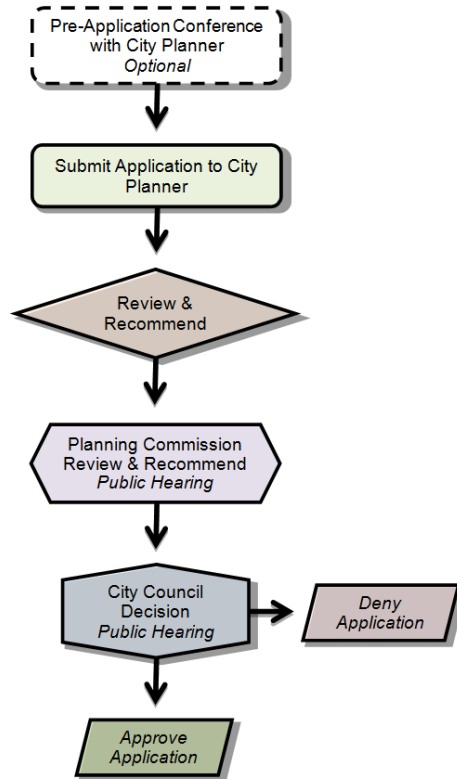 Pre-Application Conference
with City Planner
Optional
Submit Application to City
Planner
Review &
Recommend
Planning Commission
Review & Recommend
Public Hearing
City Council
Decision
Public Hearing
Deny
Application
Approve
Application